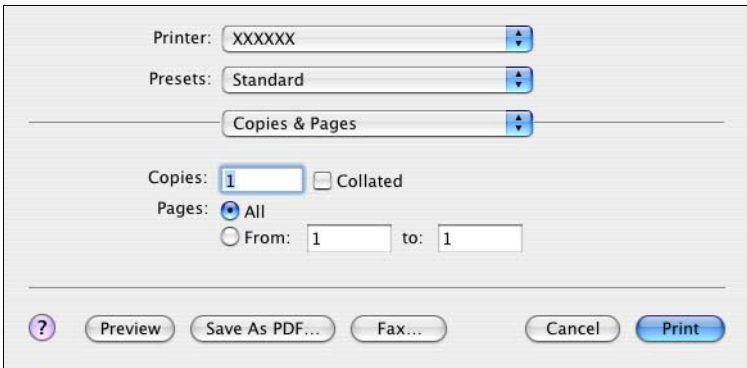 Printer: XXXXXX
Presets: Standard
Copies & Pages
Copies: 1 Collated
Pages: All
From: 1 to: 1
? Preview Save As PDF... Fax... Cancel Print